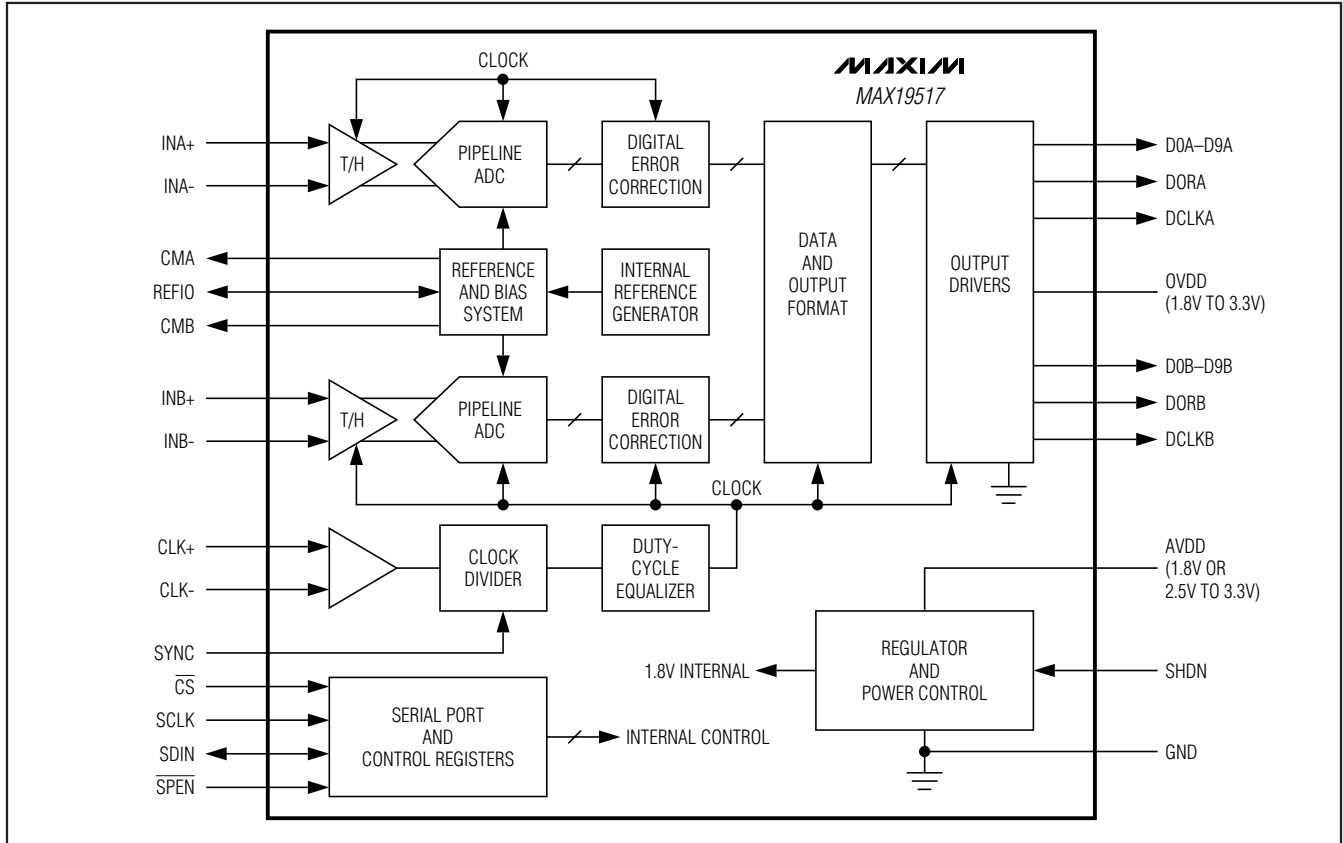 CLOCK
MAXIM
MAX19517
INA+
INA-
T/H
PIPELINE
ADC
DIGITAL
ERROR
CORRECTION
DATA
AND
OUTPUT
FORMAT
OUTPUT
DRIVERS
D0A–D9A
DORA
DCLKA
CMA
REFIO
CMB
REFERENCE
AND BIAS
SYSTEM
INTERNAL
REFERENCE
GENERATOR
OVDD
(1.8V TO 3.3V)
INB+
INB-
T/H
PIPELINE
ADC
DIGITAL
ERROR
CORRECTION
D0B–D9B
DORB
DCLKB
CLOCK
CLK+
CLK-
CLOCK
DIVIDER
DUTY-
CYCLE
EQUALIZER
AVDD
(1.8V OR
2.5V TO 3.3V)
SYNC
1.8V INTERNAL
REGULATOR
AND
POWER CONTROL
SHDN
GND
CS
SCLK
SDIN
SPEN
SERIAL PORT
AND
CONTROL REGISTERS
INTERNAL CONTROL